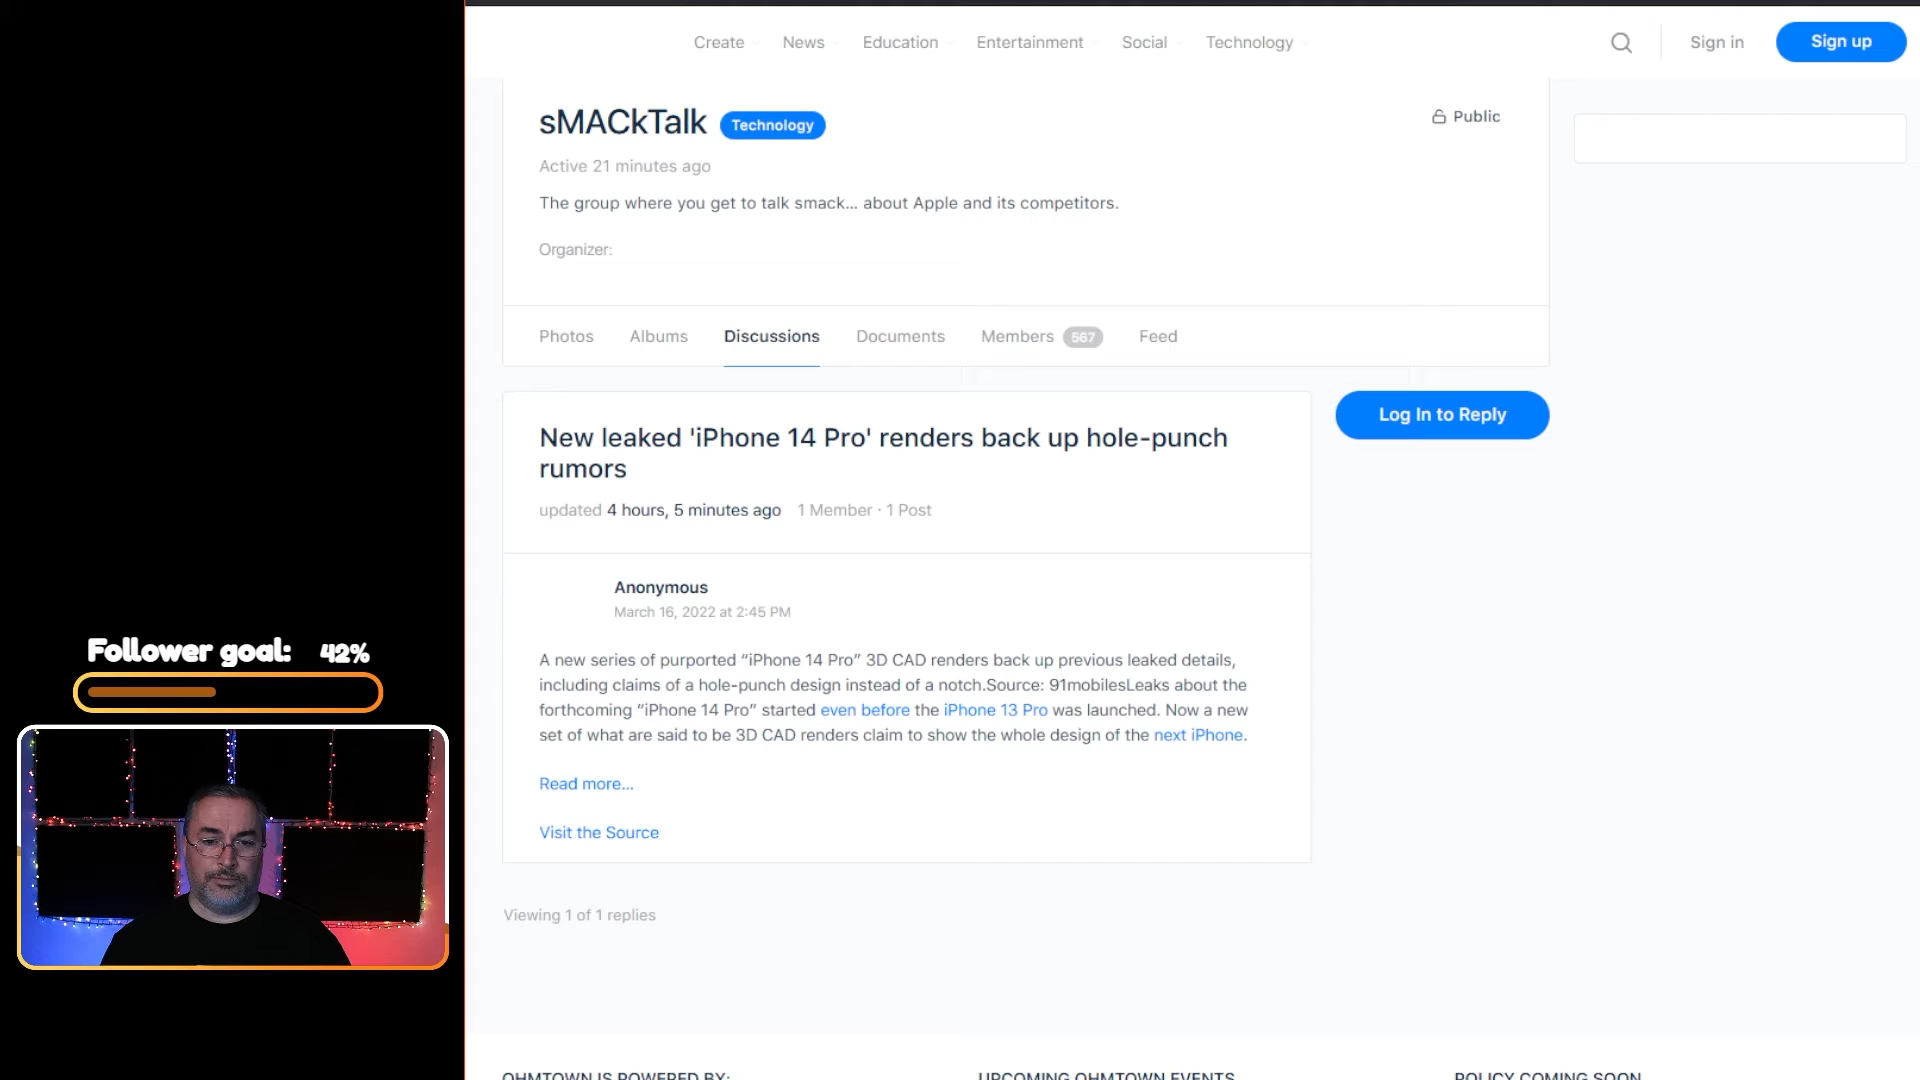 Create
News
Education
Entertainment
Social
Technology
Sign in
Sign up
sMACkTalk
Technology
Public
Active 21 minutes ago
The group where you get to talk smack... about Apple and its competitors.
Organizer:
Photos
Albums
Discussions
Documents
Members 567
Feed
New leaked 'iPhone 14 Pro' renders back up hole-punch
rumors
Log In to Reply
updated 4 hours, 5 minutes ago 1 Member · 1 Post
Anonymous
March 16, 2022 at 2:45 PM
A new series of purported “iPhone 14 Pro” 3D CAD renders back up previous leaked details,
including claims of a hole-punch design instead of a notch.Source: 91mobilesLeaks about the
forthcoming “iPhone 14 Pro” started even before the iPhone 13 Pro was launched. Now a new
set of what are said to be 3D CAD renders claim to show the whole design of the next iPhone.
Read more...
Visit the Source
Viewing 1 of 1 replies
Follower goal: 42%
OHMTOWN IS POWERED BY:
UPCOMING OHMTOWN EVENTS
POLICY COMING SOON